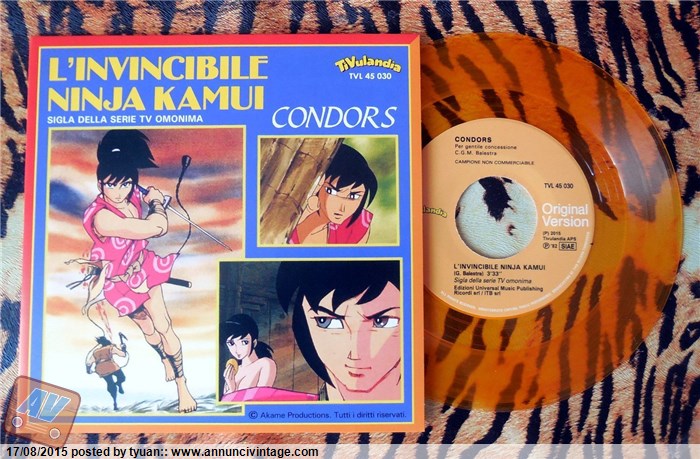 L'INVINCIBILE
NINJA KAMUI
SIGLA DELLA SERIE TV OMONIMA
TiVulandia
TVL 45 030
CONDORS
© Akame Productions. Tutti i diritti riservati.
CONDORS
Per gentile concessione
C.G.M. Balestra
CAMPIONE NON COMMERCIABILE
TVL 45 030
Original
Version
(P) 2015
Tivulandia APS
SIAE
L'INVINCIBILE NINJA KAMUI
(G. Balestra) 3'33"
Sigla della serie TV omonima
Edizioni Universal Music Publishing
Ricordi srl / ITB srl
AV
17/08/2015 posted by tyuan:: www.annuncivintage.com